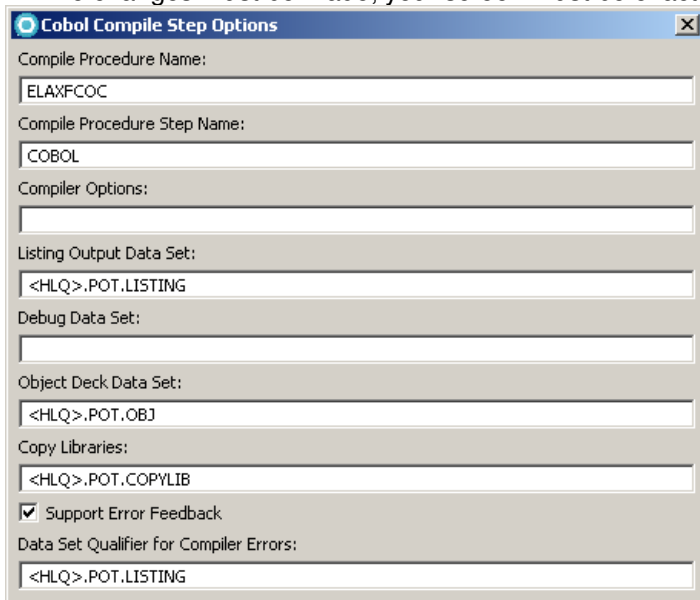 Cobol Compile Step Options
Compile Procedure Name:
ELAXFCOC
Compile Procedure Step Name:
COBOL
Compiler Options:
Listing Output Data Set:
<HLQ>.POT.LISTING
Debug Data Set:
Object Deck Data Set:
<HLQ>.POT.OBJ
Copy Libraries:
<HLQ>.POT.COPYLIB
Support Error Feedback
Data Set Qualifier for Compiler Errors:
<HLQ>.POT.LISTING